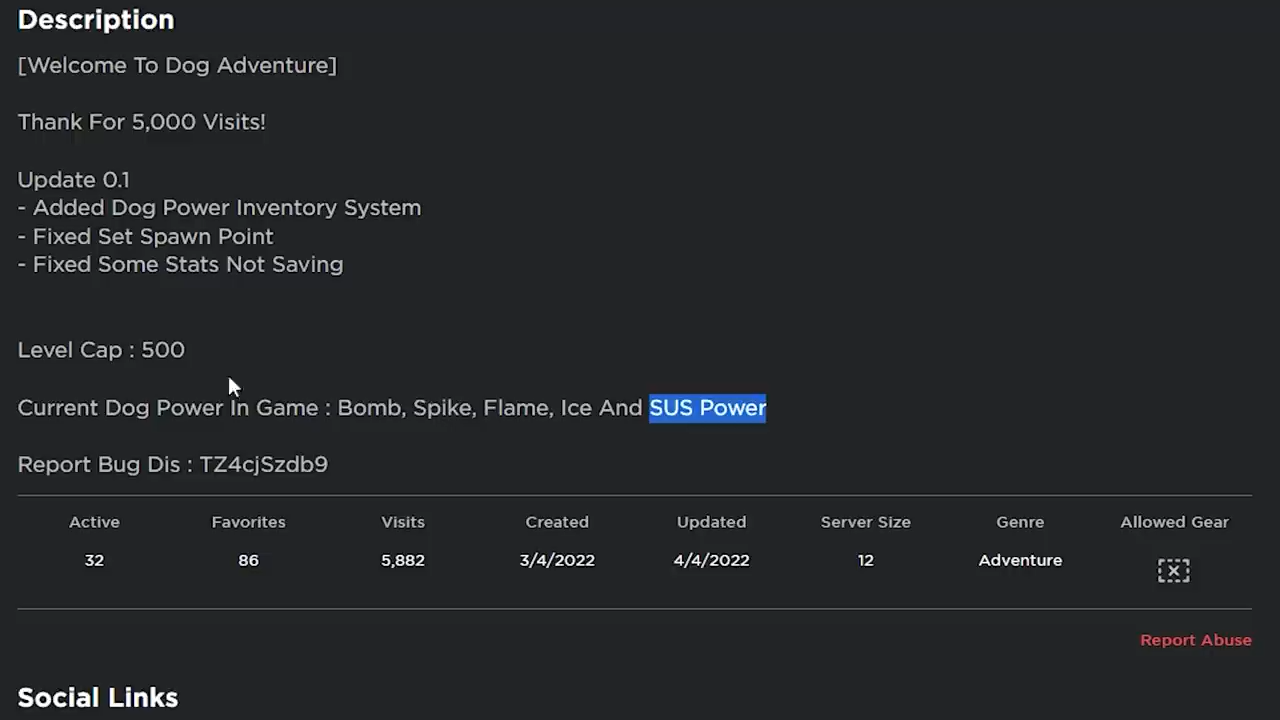 Description
[Welcome To Dog Adventure]
Thank For 5,000 Visits!
Update 0.1
- Added Dog Power Inventory System
- Fixed Set Spawn Point
- Fixed Some Stats Not Saving
Level Cap : 500
Current Dog Power In Game : Bomb, Spike, Flame, Ice And SUS Power
Report Bug Dis : TZ4cjSzdb9
Active Favorites Visits Created Updated Server Size Genre Allowed Gear
32 86 5,882 3/4/2022 4/4/2022 12 Adventure
Report Abuse
Social Links